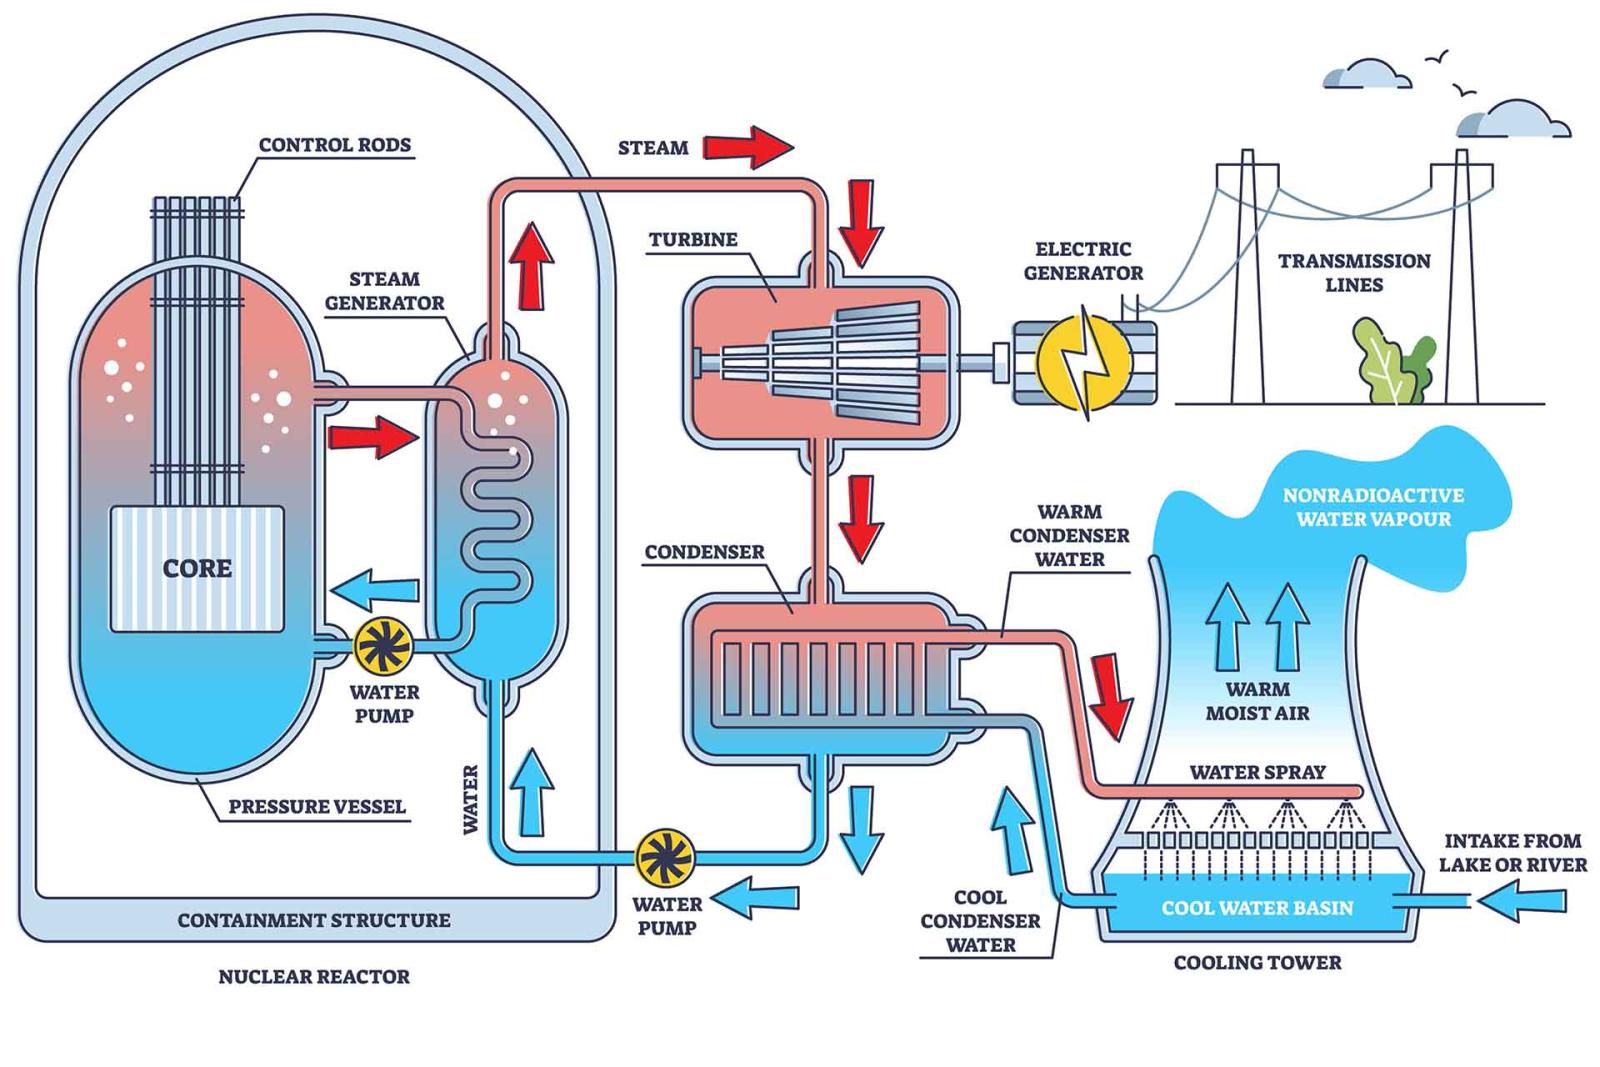 CONTROL RODS
STEAM
TURBINE
ELECTRIC
GENERATOR
TRANSMISSION
LINES
STEAM
GENERATOR
CORE
WATER
PUMP
PRESSURE VESSEL
WATER
CONTAINMENT STRUCTURE
NUCLEAR REACTOR
CONDENSER
WARM
CONDENSER
WATER
NONRADIOACTIVE
WATER VAPOUR
WARM
MOIST AIR
WATER SPRAY
INTAKE FROM
LAKE OR RIVER
COOL WATER BASIN
COOLING TOWER
COOL
CONDENSER
WATER
WATER
PUMP